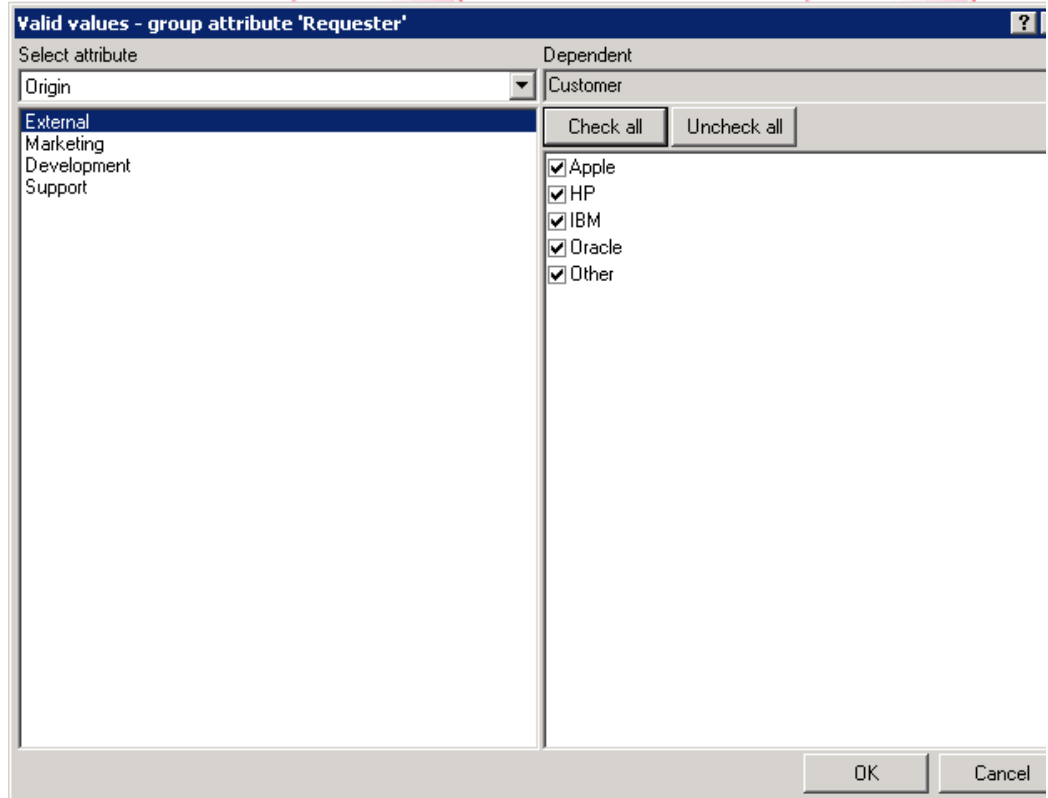 Valid values - group attribute 'Requester'
?
Select attribute
Dependent
Origin
Customer
External
Marketing
Development
Support
Check all
Uncheck all
Apple
HP
IBM
Oracle
Other
OK
Cancel